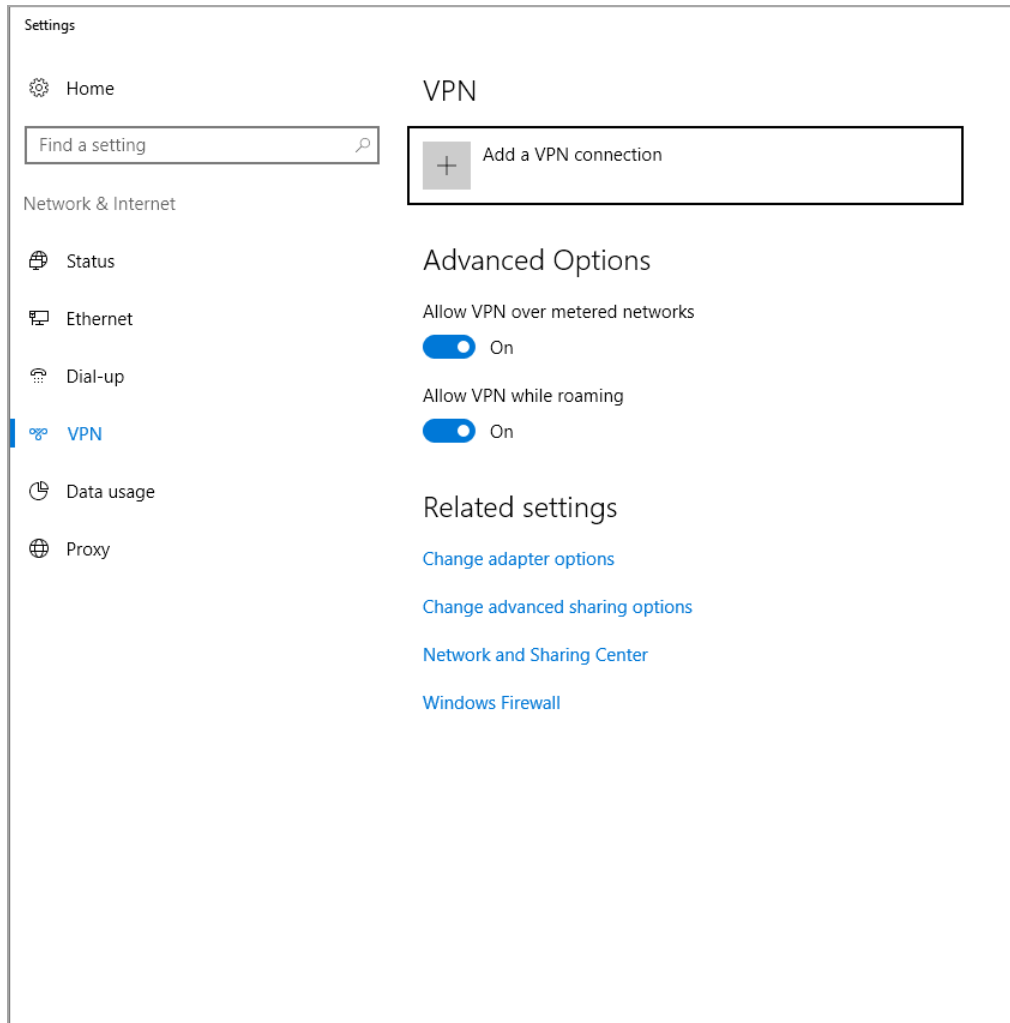 Settings
Home
Find a setting
Network & Internet
Status
Ethernet
Dial-up
VPN
Data usage
Proxy
VPN
Add a VPN connection
Advanced Options
Allow VPN over metered networks
On
Allow VPN while roaming
On
Related settings
Change adapter options
Change advanced sharing options
Network and Sharing Center
Windows Firewall